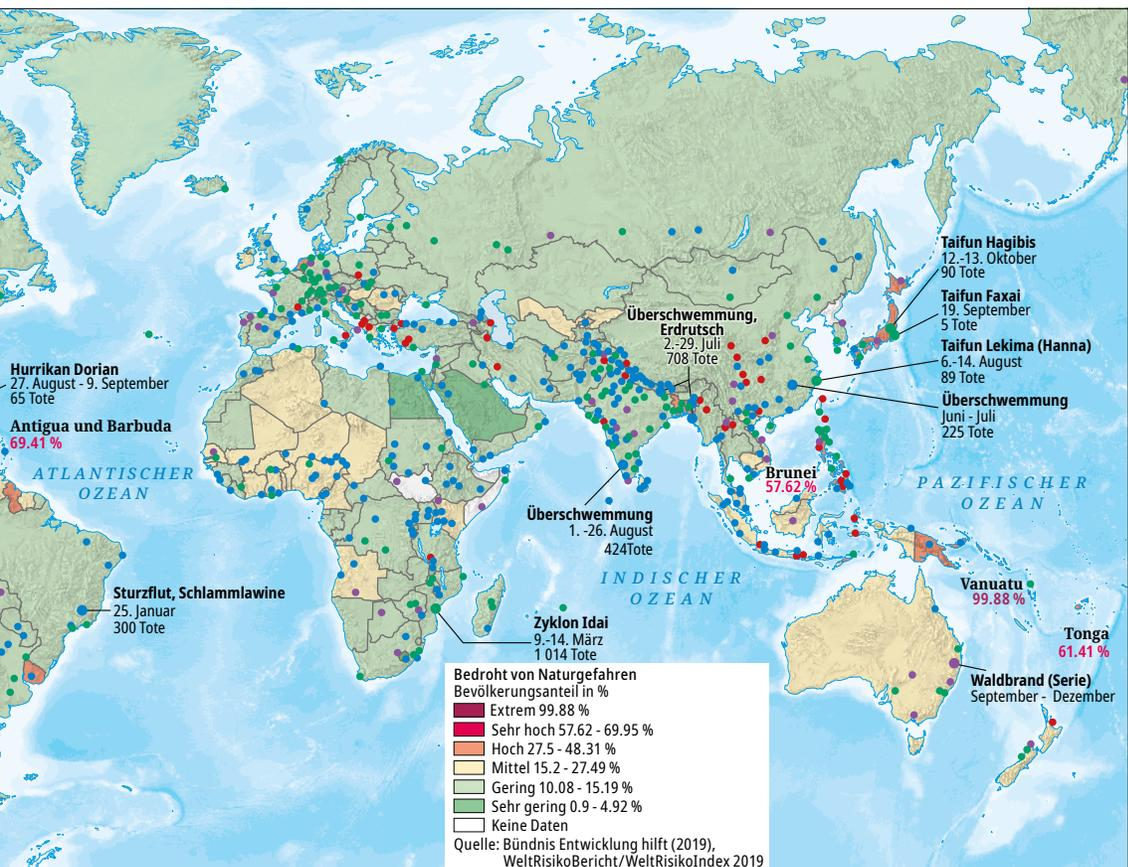 Taifun Hagibis
12.-13. Oktober
90 Tote
Taifun Faxai
19. September
5 Tote
Taifun Lekima (Hanna)
6.-14. August
89 Tote
Überschwemmung
Juni - Juli
225 Tote
Überschwemmung,
Erdrutsch
2.-29. Juli
708 Tote
Hurrikan Dorian
27. August - 9. September
65 Tote
Antigua und Barbuda
69.41 %
ATLANTISCHER
OZEAN
Brunei
57.62 %
PAZIFISCHER
OZEAN
Überschwemmung
1. -26. August
424Tote
INDISCHER
OZEAN
Vanuatu
99.88 %
Tonga
61.41 %
Sturzflut, Schlammlawine
25. Januar
300 Tote
Zyklon Idai
9.-14. März
1 014 Tote
Waldbrand (Serie)
September - Dezember
Bedroht von Naturgefahren
Bevölkerungsanteil in %
Extrem 99.88 %
Sehr hoch 57.62 - 69.95 %
Hoch 27.5 - 48.31 %
Mittel 15.2 - 27.49 %
Gering 10.08 - 15.19 %
Sehr gering 0.9 - 4.92 %
Keine Daten
Quelle: Bündnis Entwicklung hilft (2019),
WeltRisikoBericht/WeltRisikoIndex 2019